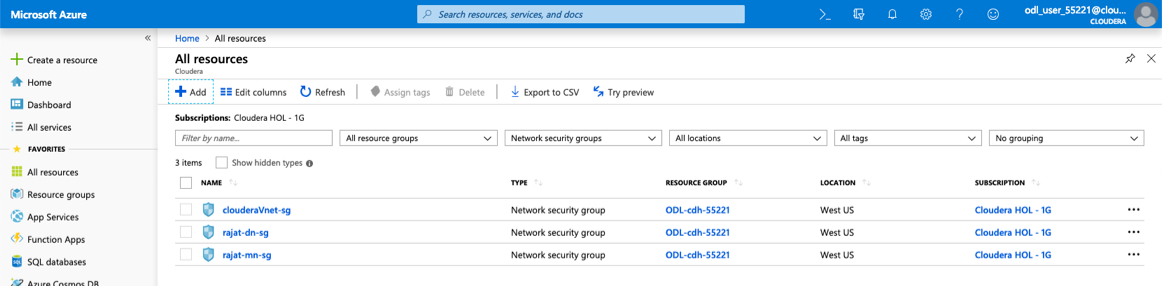 Microsoft Azure
Search resources, services, and docs
odl_user_55221@clou...
CLOUDERA
Create a resource
Home
Dashboard
All services
FAVORITES
All resources
Resource groups
App Services
Function Apps
SQL databases
Azure Cosmos DB
Home > All resources
All resources
Cloudera
Add Edit columns Refresh Assign tags Delete Export to CSV Try preview
Subscriptions: Cloudera HOL - 1G
Filter by name... All resource groups Network security groups All locations All tags No grouping
3 items Show hidden types
NAME TYPE RESOURCE GROUP LOCATION SUBSCRIPTION
clouderaVnet-sg Network security group ODL-cdh-55221 West US Cloudera HOL - 1G
rajat-dn-sg Network security group ODL-cdh-55221 West US Cloudera HOL - 1G
rajat-mn-sg Network security group ODL-cdh-55221 West US Cloudera HOL - 1G